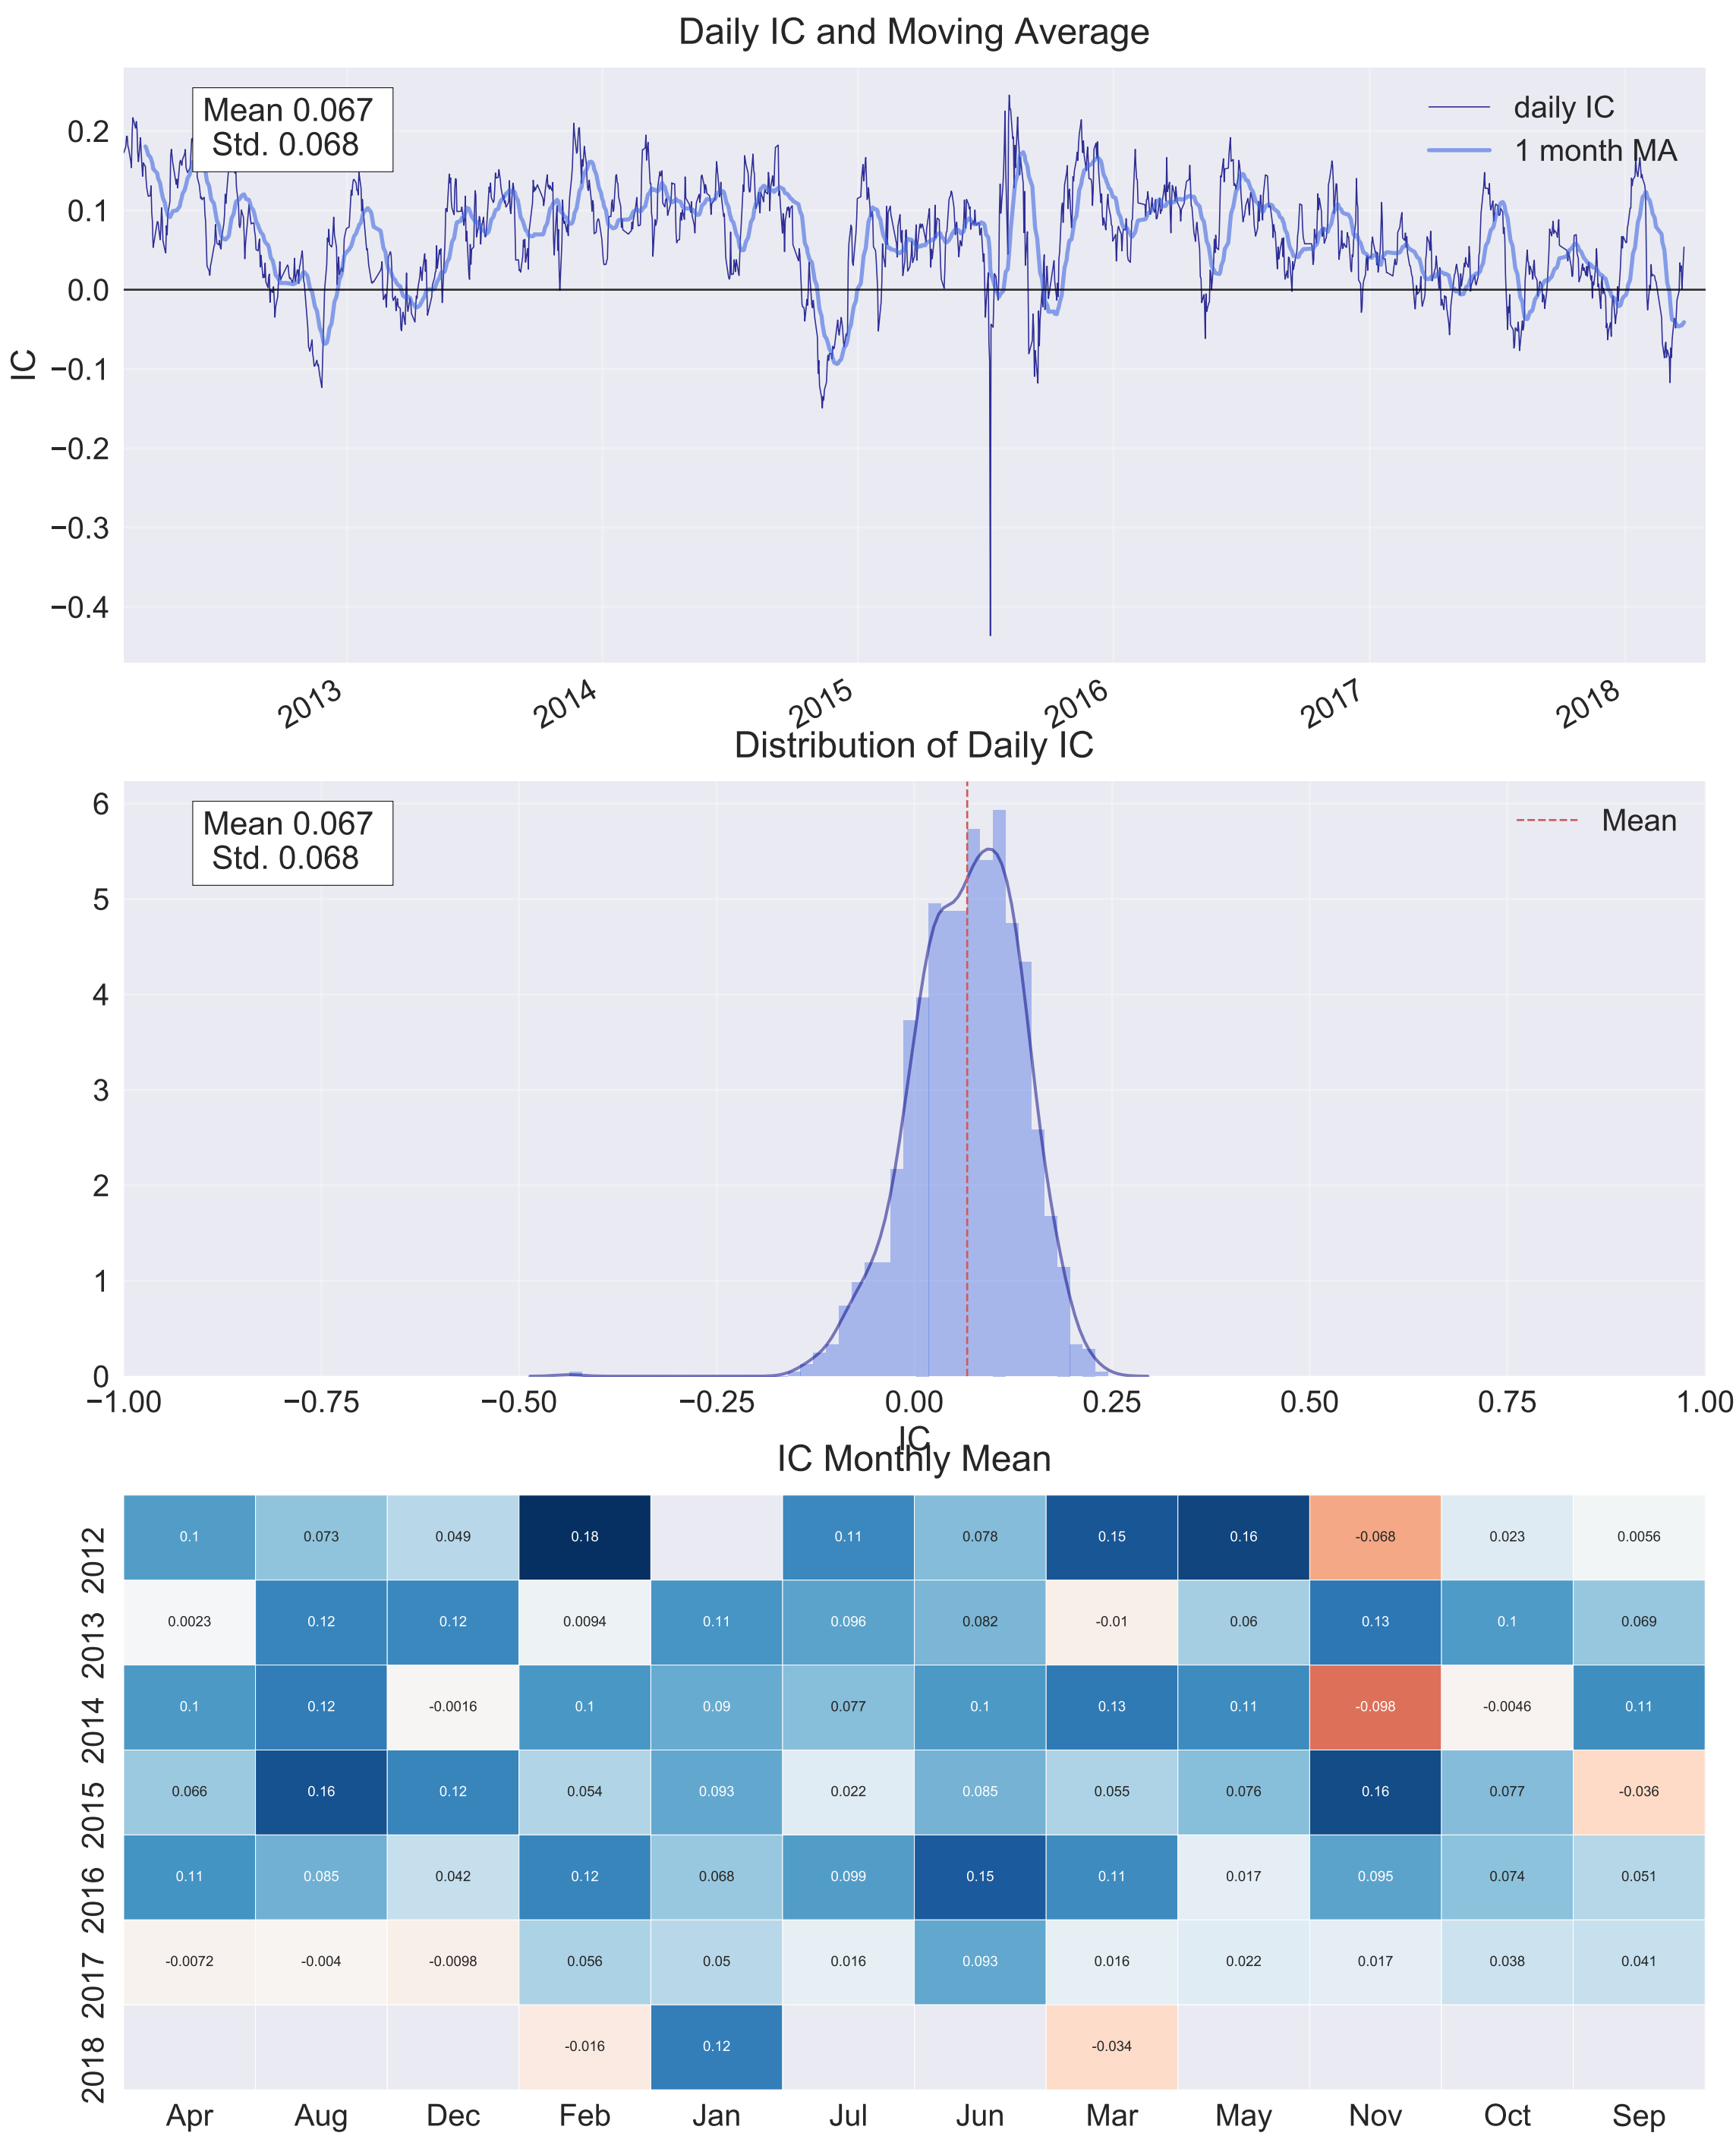 Daily IC and Moving Average
Mean 0.067
Std. 0.068
daily IC
1 month MA
0.2
0.1
0.0
−0.1
−0.2
−0.3
−0.4
IC
2013 2014 2015 2016 2017 2018
Distribution of Daily IC
Mean 0.067
Std. 0.068
Mean
6
5
4
3
2
1
0
−1.00 −0.75 −0.50 −0.25 0.00 0.25 0.50 0.75 1.00
IC
IC Monthly Mean
2012 0.1 0.073 0.049 0.18 0.11 0.078 0.15 0.16 -0.068 0.023 0.0056
2013 0.0023 0.12 0.12 0.0094 0.11 0.096 0.082 -0.01 0.06 0.13 0.1 0.069
2014 0.1 0.12 -0.0016 0.1 0.09 0.077 0.1 0.13 0.11 -0.098 -0.0046 0.11
2015 0.066 0.16 0.12 0.054 0.093 0.022 0.085 0.055 0.076 0.16 0.077 -0.036
2016 0.11 0.085 0.042 0.12 0.068 0.099 0.15 0.11 0.017 0.095 0.074 0.051
2017 -0.0072 -0.004 -0.0098 0.056 0.05 0.016 0.093 0.016 0.022 0.017 0.038 0.041
2018 -0.016 0.12 -0.034
Apr Aug Dec Feb Jan Jul Jun Mar May Nov Oct Sep